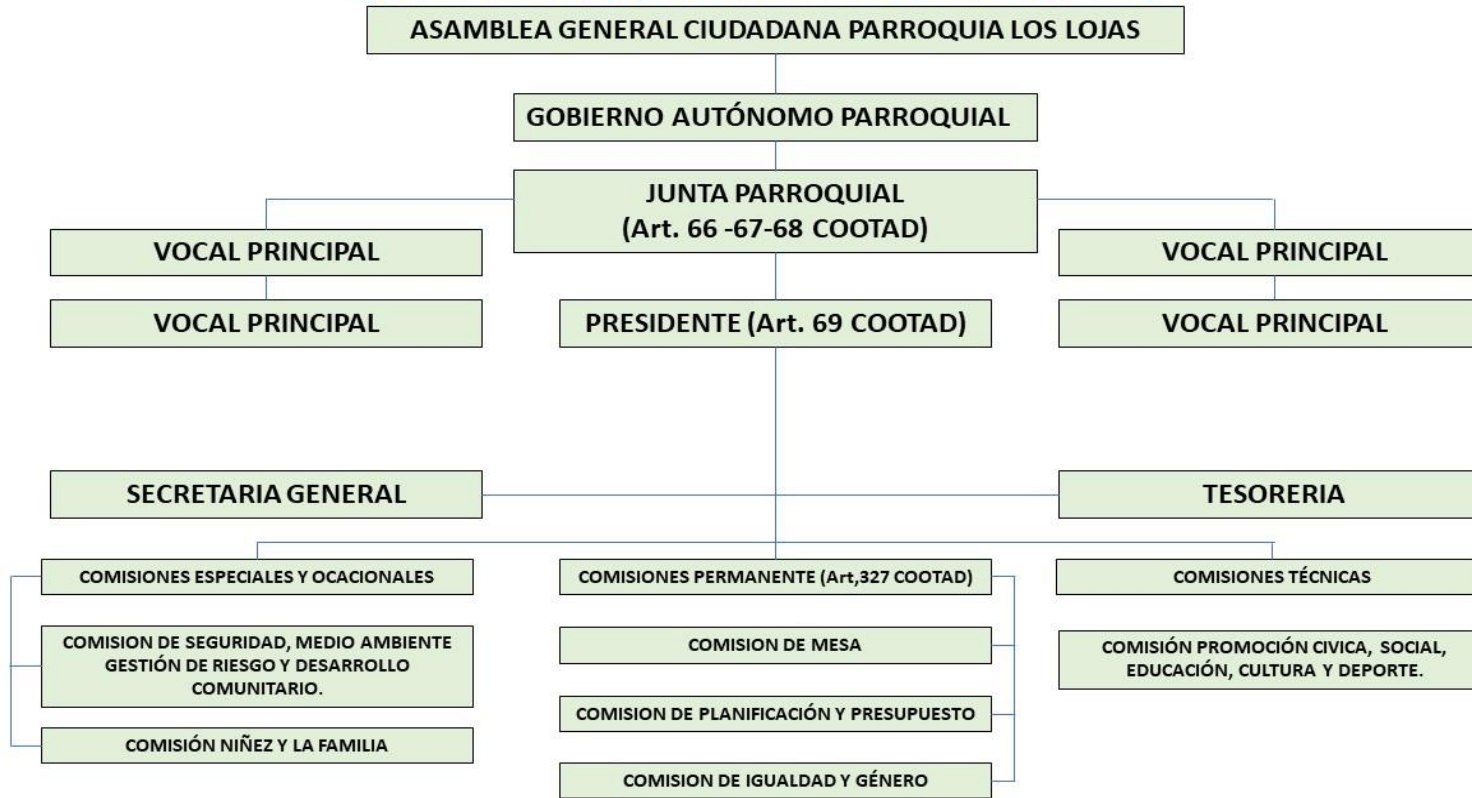 ASAMBLEA GENERAL CIUDADANA PARROQUIA LOS LOJAS
GOBIERNO AUTÓNOMO PARROQUIAL
JUNTA PARROQUIAL
(Art. 66 -67-68 COOTAD)
VOCAL PRINCIPAL
VOCAL PRINCIPAL
VOCAL PRINCIPAL
PRESIDENTE (Art. 69 COOTAD)
VOCAL PRINCIPAL
SECRETARIA GENERAL
TESORERIA
COMISIONES ESPECIALES Y OCACIONALES
COMISION DE SEGURIDAD, MEDIO AMBIENTE
GESTIÓN DE RIESGO Y DESARROLLO
COMUNITARIO.
COMISIÓN NIÑEZ Y LA FAMILIA
COMISIONES PERMANENTE (Art,327 COOTAD)
COMISION DE MESA
COMISION DE PLANIFICACIÓN Y PRESUPUESTO
COMISION DE IGUALDAD Y GÉNERO
COMISIONES TÉCNICAS
COMISIÓN PROMOCIÓN CIVICA, SOCIAL,
EDUCACIÓN, CULTURA Y DEPORTE.